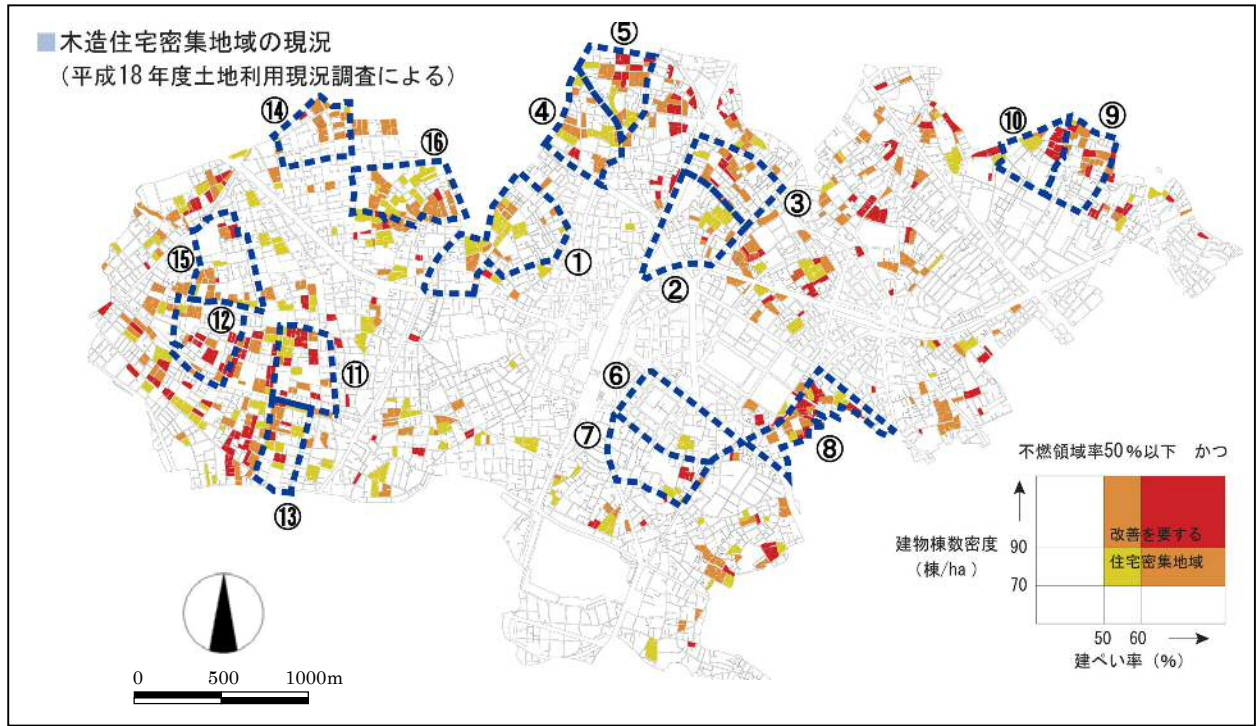 木造住宅密集地域の現況
(平成18年度土地利用現況調査による)
⑤
⑭
④
⑯
⑩
⑨
③
⑮
①
②
⑫
⑪
⑥
⑦
⑧
⑬
不燃領域率50%以下 かつ
建物棟数密度
(棟/ha)
90
70
改善を要する
住宅密集地域
50 60
建ぺい率(%)
0 500 1000m